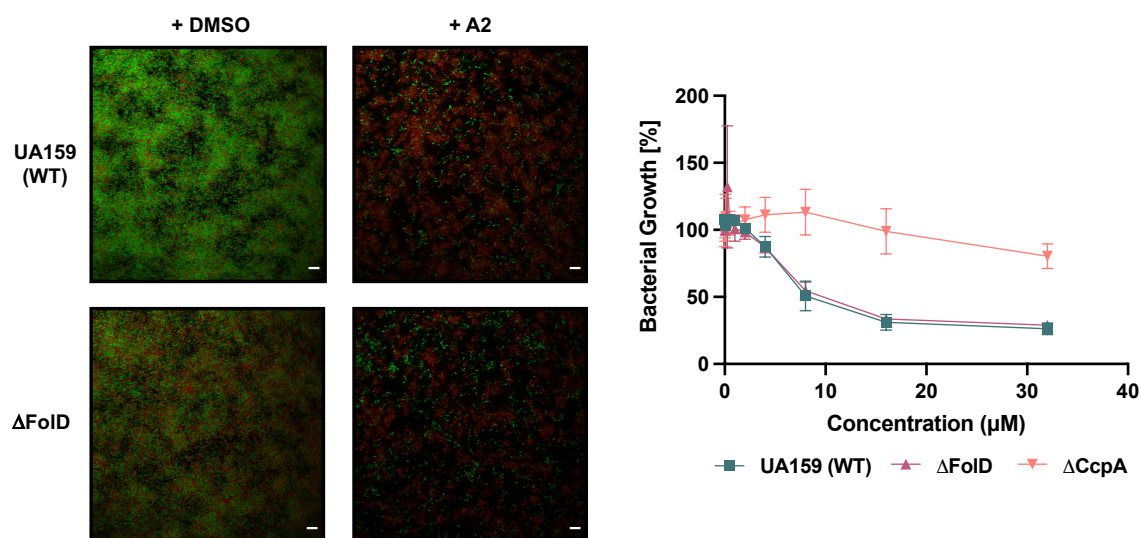 + DMSO
+ A2
UA159
(WT)
ΔFolD
200
150
100
50
0
Bacterial Growth [%]
0
10
20
30
40
Concentration (µM)
UA159 (WT)
ΔFolD
ΔCcpA